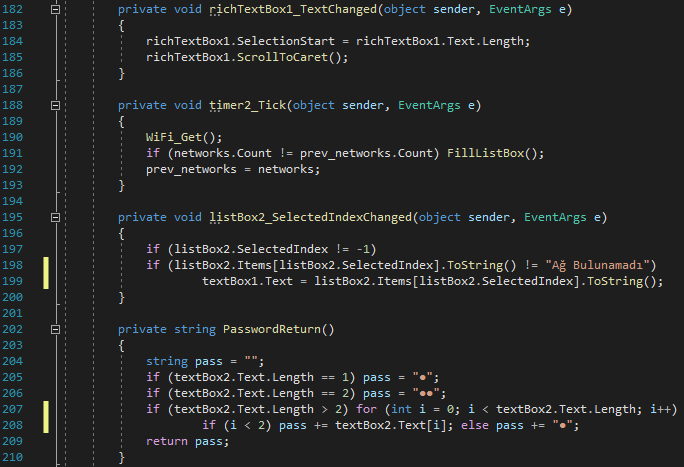 182 private void richTextBox1_TextChanged(object sender, EventArgs e)
183 {
184 richTextBox1.SelectionStart = richTextBox1.Text.Length;
185 richTextBox1.ScrollToCaret();
186 }
187
188 private void timer2_Tick(object sender, EventArgs e)
189 {
190 WiFi_Get();
191 if (networks.Count != prev_networks.Count) FillListBox();
192 prev_networks = networks;
193 }
194
195 private void listBox2_SelectedIndexChanged(object sender, EventArgs e)
196 {
197 if (listBox2.SelectedIndex != -1)
198 if (listBox2.Items[listBox2.SelectedIndex].ToString() != "Ağ Bulunamadı")
199 textBox1.Text = listBox2.Items[listBox2.SelectedIndex].ToString();
200 }
201
202 private string PasswordReturn()
203 {
204 string pass = "";
205 if (textBox2.Text.Length == 1) pass = "●";
206 if (textBox2.Text.Length == 2) pass = "●●";
207 if (textBox2.Text.Length > 2) for (int i = 0; i < textBox2.Text.Length; i++)
208 if (i < 2) pass += textBox2.Text[i]; else pass += "●";
209 return pass;
210 }